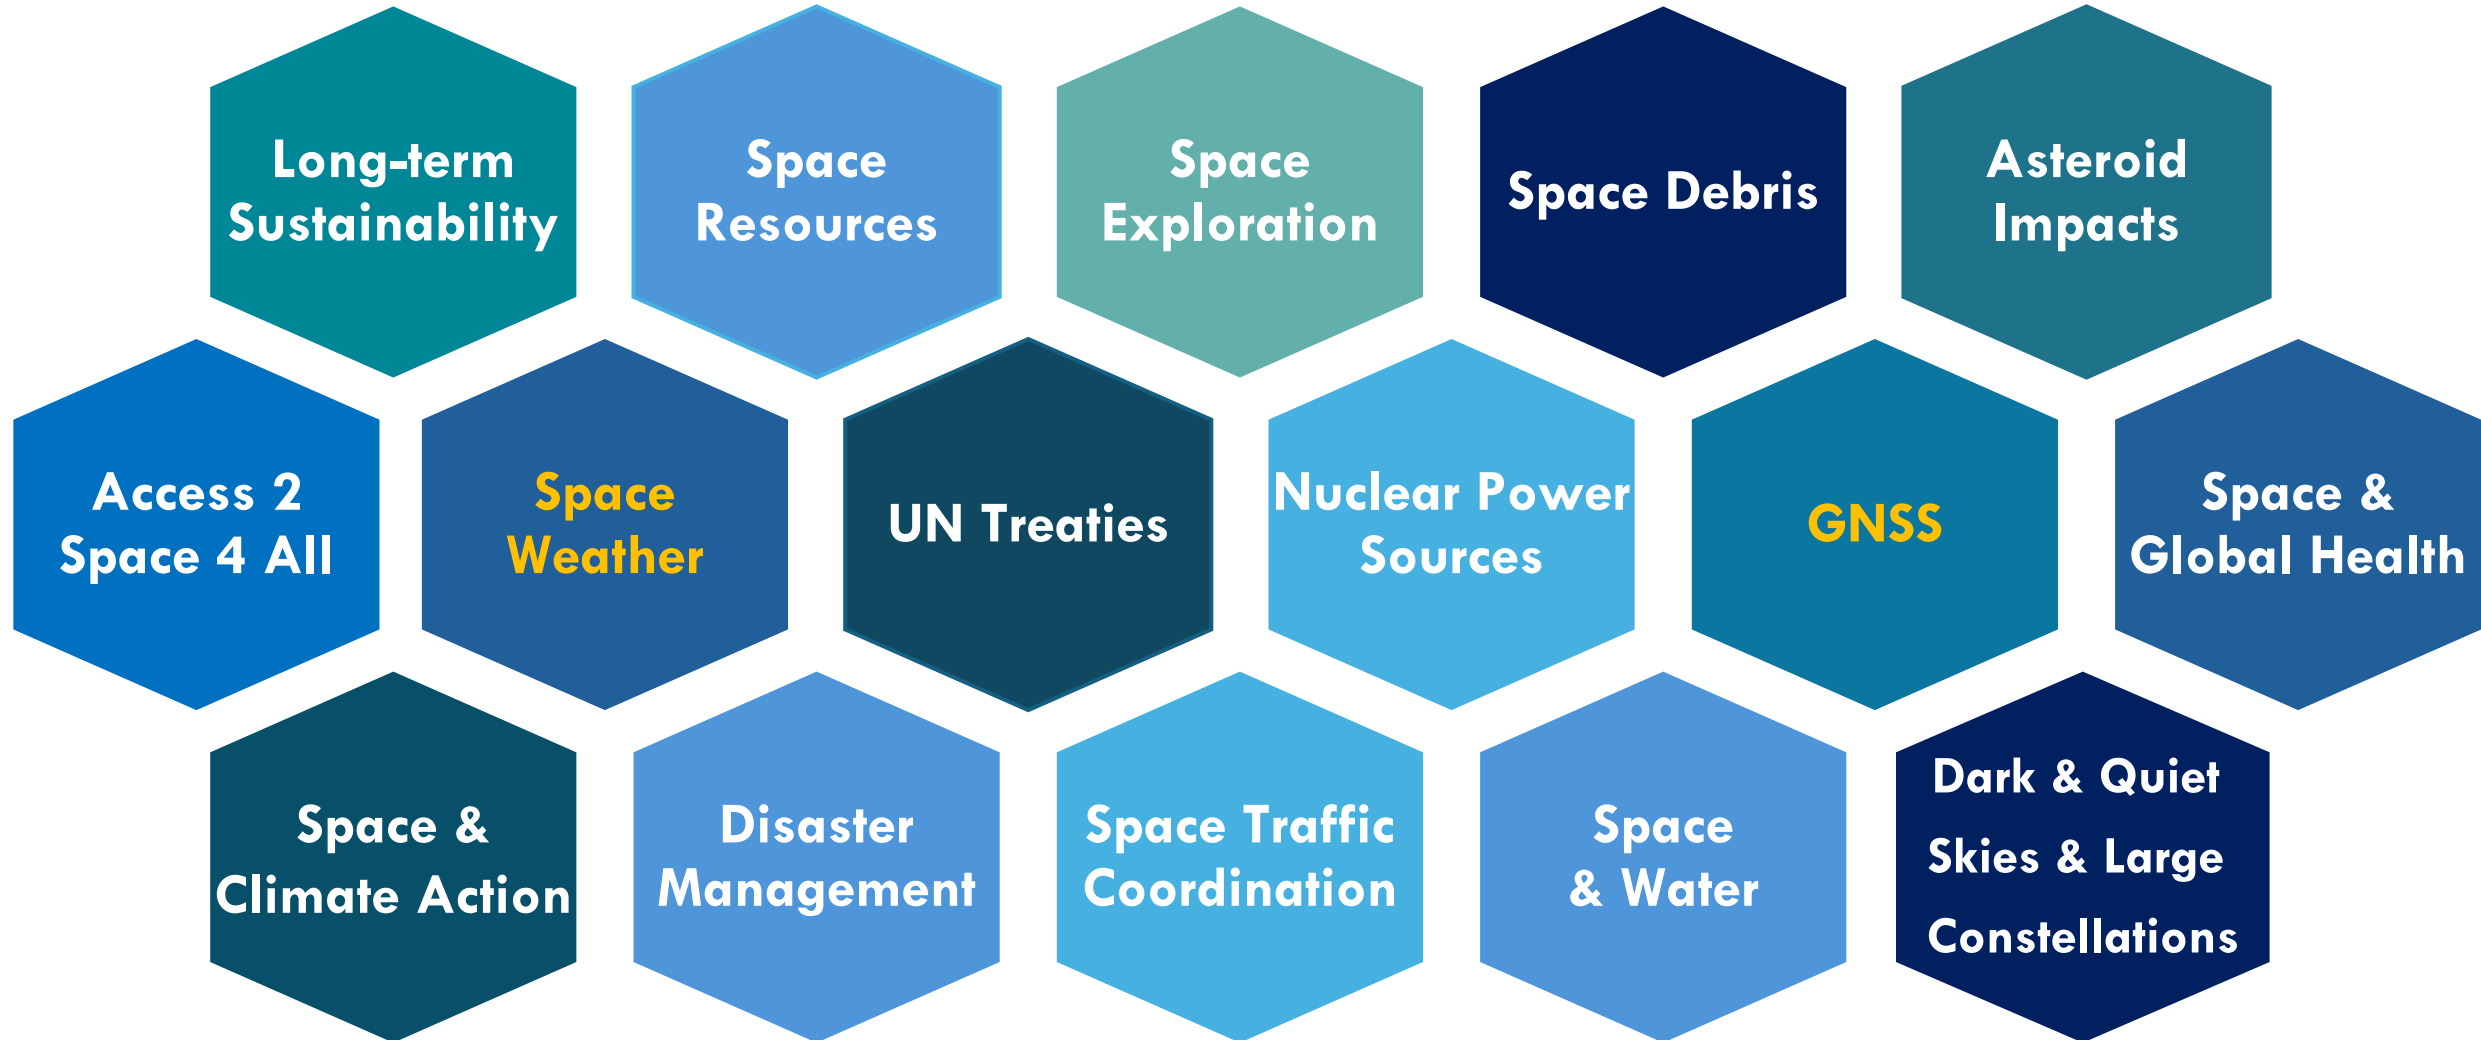 Long-term
Sustainability
Space
Resources
Space
Exploration
Space Debris
Asteroid
Impacts
Access 2
Space 4 All
Space
Weather
UN Treaties
Nuclear Power
Sources
GNSS
Space &
Global Health
Space &
Climate Action
Disaster
Management
Space Traffic
Coordination
Space
& Water
Dark & Quiet
Skies & Large
Constellations